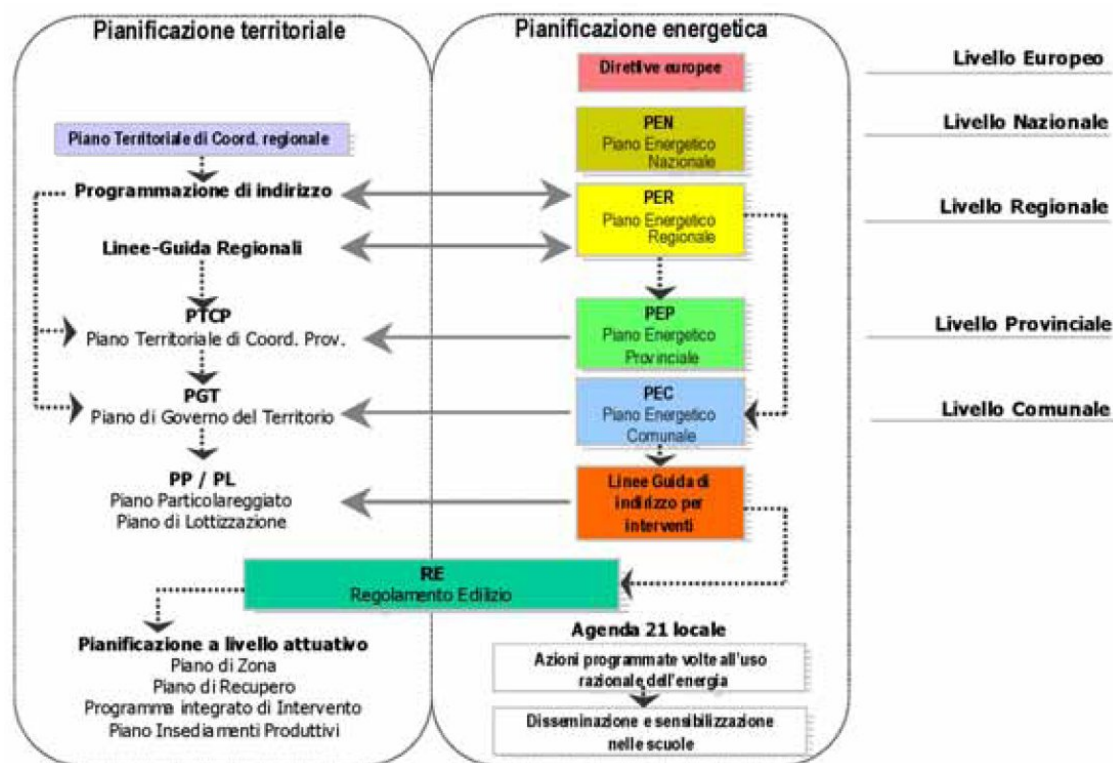 Pianificazione territoriale
Piano Territoriale di Coord. regionale
Programmazione di indirizzo
Linee-Guida Regionali
PTCP
Piano Territoriale di Coord. Prov.
PGT
Piano di Governo del Territorio
PP / PL
Piano Particolareggiato
Piano di Lottizzazione
Pianificazione energetica
Direttive europee
PEN
Piano Energetico
Nazionale
PER
Piano Energetico
Regionale
PEP
Piano Energetico
Provinciale
PEC
Piano Energetico
Comunale
Linee Guida di
indirizzo per
interventi
RE
Regolamento Edilizio
Pianificazione a livello attuativo
Piano di Zona
Piano di Recupero
Programma integrato di Intervento
Piano Insediamenti Produttivi
Agenda 21 locale
Azioni programmate volte all'uso
razionale dell'energia
Disseminazione e sensibilizzazione
nelle scuole
Livello Europeo
Livello Nazionale
Livello Regionale
Livello Provinciale
Livello Comunale